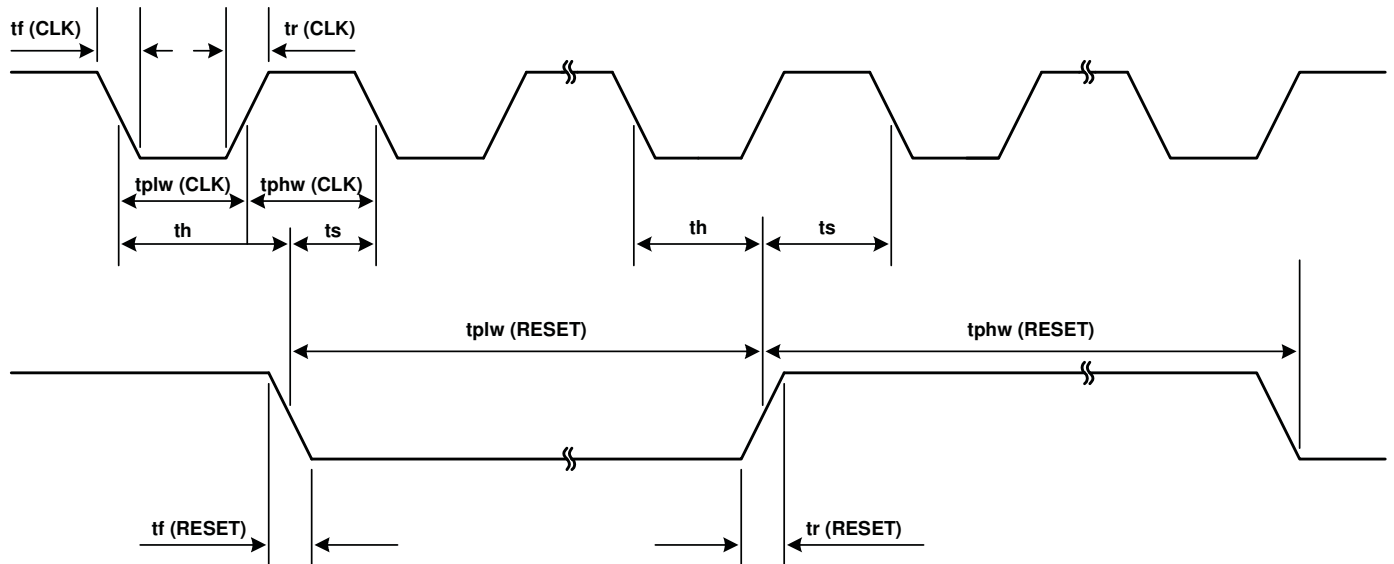 tf (CLK)
tr (CLK)
tplw (CLK)
tphw (CLK)
th
ts
th
ts
tplw (RESET)
tphw (RESET)
tf (RESET)
tr (RESET)